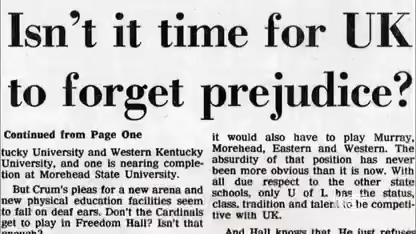 Isn't it time for UK
to forget prejudice?
Continued from Page One
tucky University and Western Kentucky
University, and one is nearing comple-
tion at Morehead State University.
But Crum's pleas for a new arena and
new physical education facilities seem
to fall on deaf ears. Don't the Cardinals
get to play in Freedom Hall? Isn't that
enough?
it would also have to play Murray,
Morehead, Eastern and Western. The
absurdity of that position has never
been more obvious than it is now. With
all due respect to the other state
schools, only U of L has the status,
class, tradition and talent to be competi-
tive with UK.
And Hall knows that. He just refuses